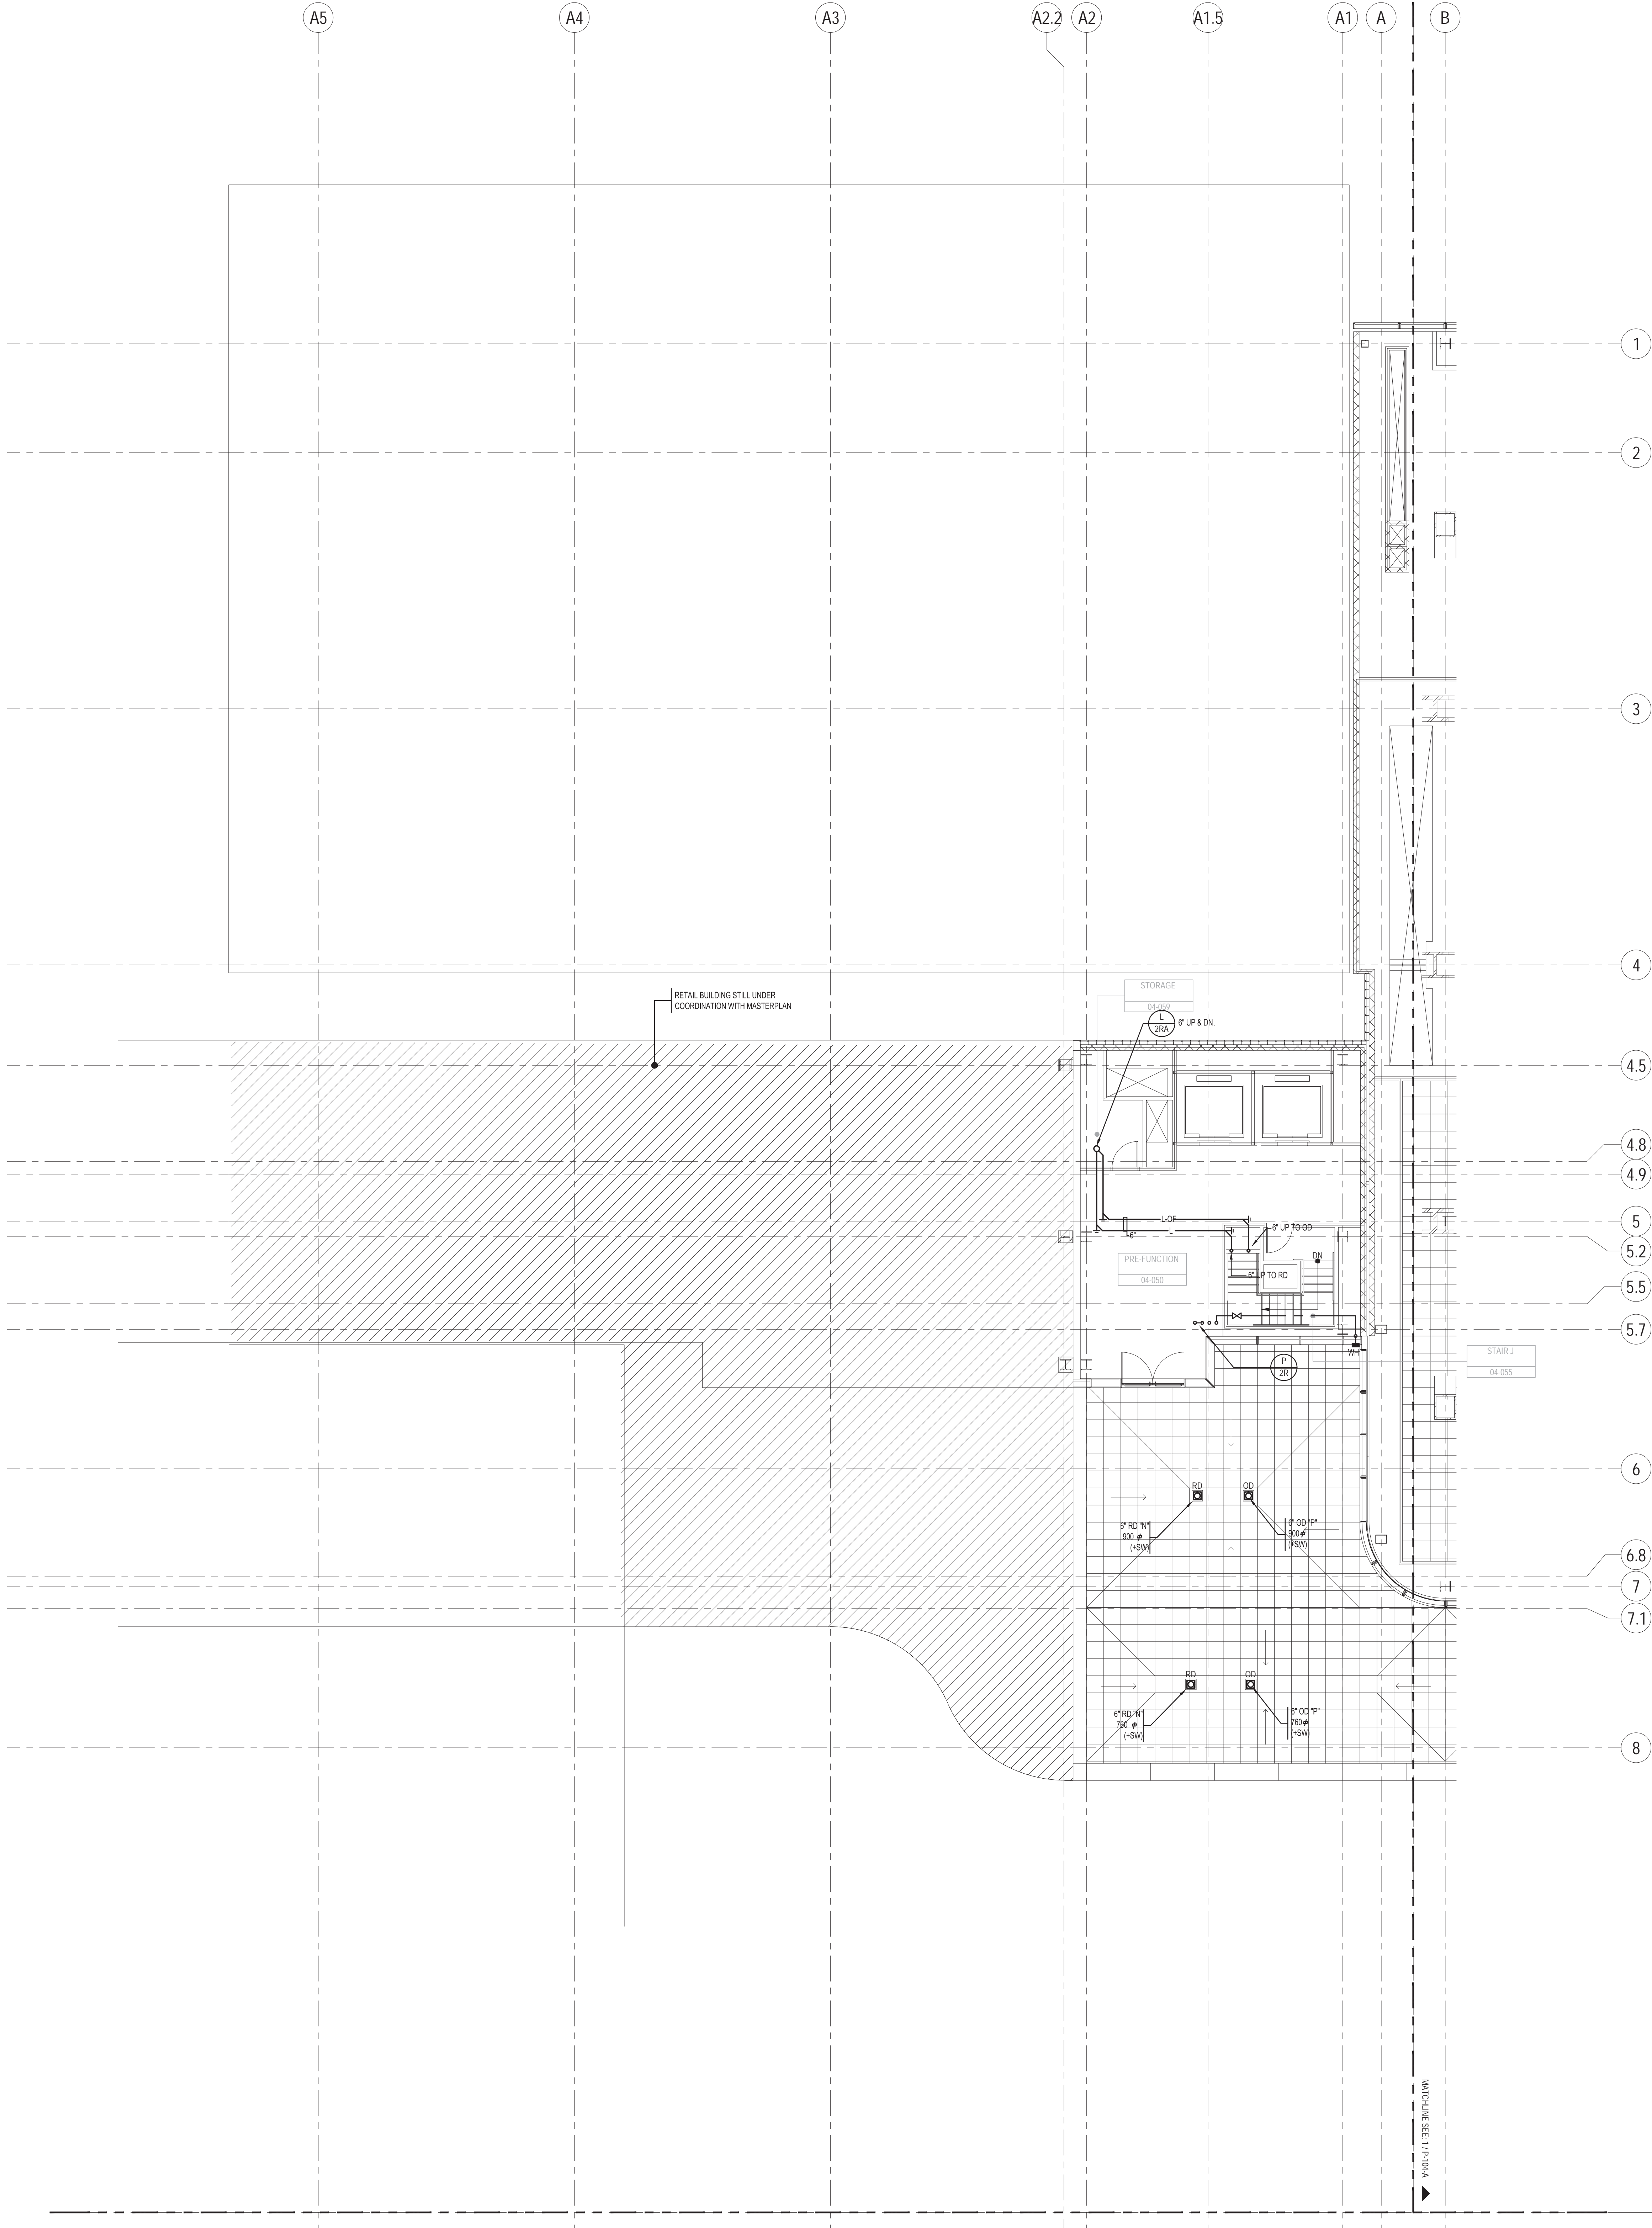 A5
A4
A3
A2.2
A2
A1.5
A1
A
B
1
2
3
4
RETAIL BUILDING STILL UNDER
COORDINATION WITH MASTERPLAN
STORAGE
04-059
L
2RA
6" UP & DN.
4.5
4.8
4.9
L-OF
L
6"
6" UP TO OD
5
5.2
PRE-FUNCTION
04-050
DN
6" UP TO RD
5.5
5.7
WH
P
2R
STAIR J
04-055
6
RD
OD
6" RD "N"
900 ⌀
(+SW)
6" OD "P"
900⌀
(+SW)
6.8
7
7.1
RD
OD
6" RD "N"
760 ⌀
(+SW)
6" OD "P"
760⌀
(+SW)
8
MATCHLINE SEE: 1 / P-104-A